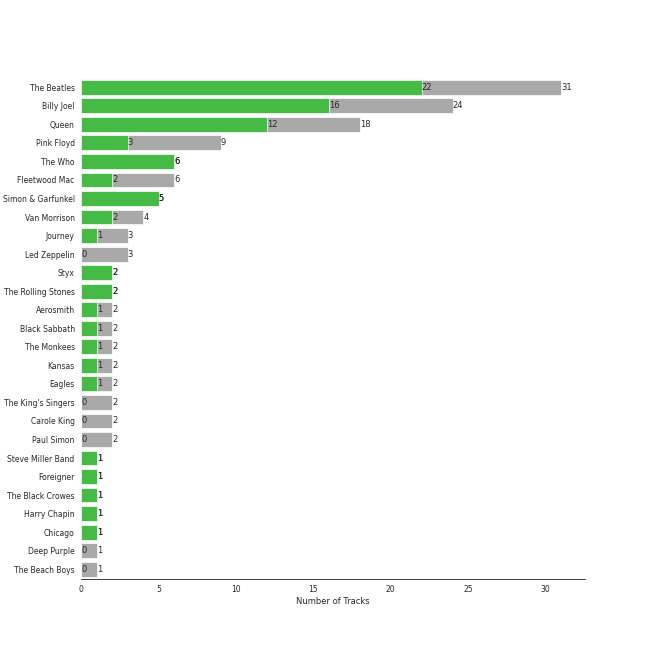 The Beatles 22 31
Billy Joel 16 24
Queen 12 18
Pink Floyd 3 9
The Who 6
Fleetwood Mac 2 6
Simon & Garfunkel 5
Van Morrison 2 4
Journey 1 3
Led Zeppelin 0 3
Styx 2
The Rolling Stones 2
Aerosmith 1 2
Black Sabbath 1 2
The Monkees 1 2
Kansas 1 2
Eagles 1 2
The King's Singers 0 2
Carole King 0 2
Paul Simon 0 2
Steve Miller Band 1
Foreigner 1
The Black Crowes 1
Harry Chapin 1
Chicago 1
Deep Purple 0 1
The Beach Boys 0 1
0 5 10 15 20 25 30
Number of Tracks